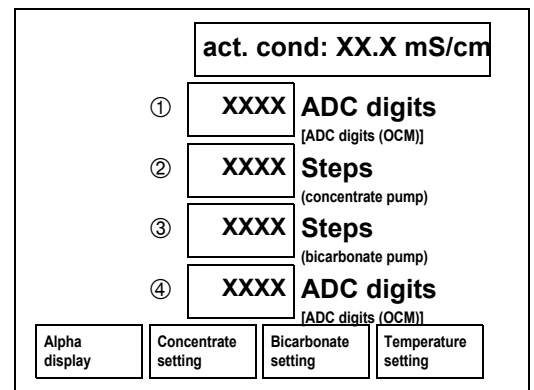 act. cond: XX.X mS/cm
① XXXX ADC digits
[ADC digits (OCM)]
② XXXX Steps
(concentrate pump)
③ XXXX Steps
(bicarbonate pump)
④ XXXX ADC digits
[ADC digits (OCM)]
Alpha Concentrate Bicarbonate Temperature
display setting setting setting